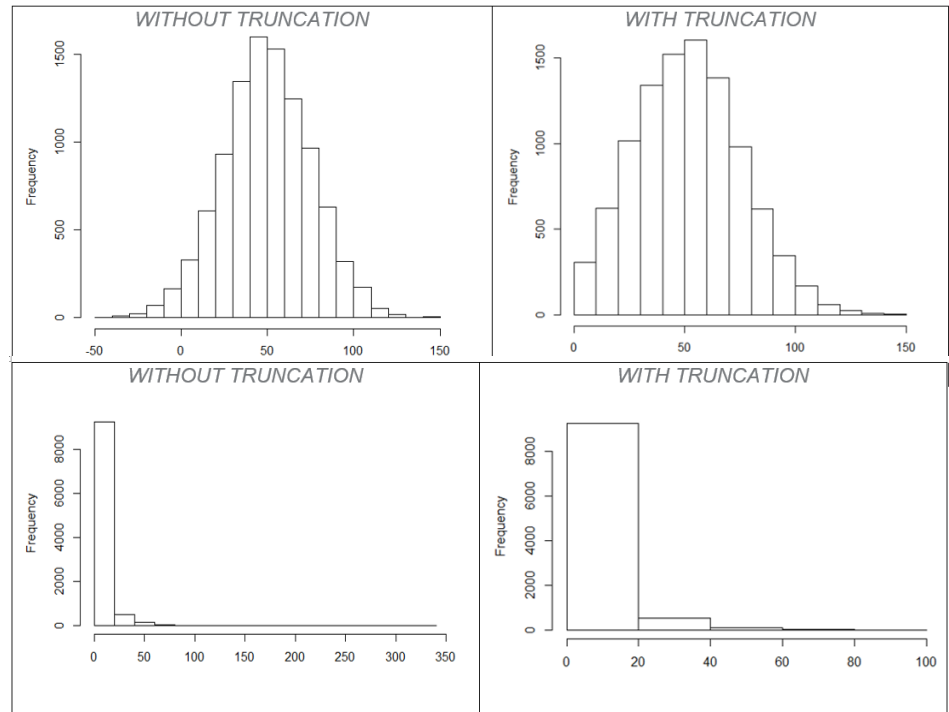 WITHOUT TRUNCATION
Frequency
1500
1000
500
0
-50 0 50 100 150
WITH TRUNCATION
Frequency
1500
1000
500
0
0 50 100 150
WITHOUT TRUNCATION
Frequency
8000
6000
4000
2000
0
0 50 100 150 200 250 300 350
WITH TRUNCATION
Frequency
8000
6000
4000
2000
0
0 20 40 60 80 100